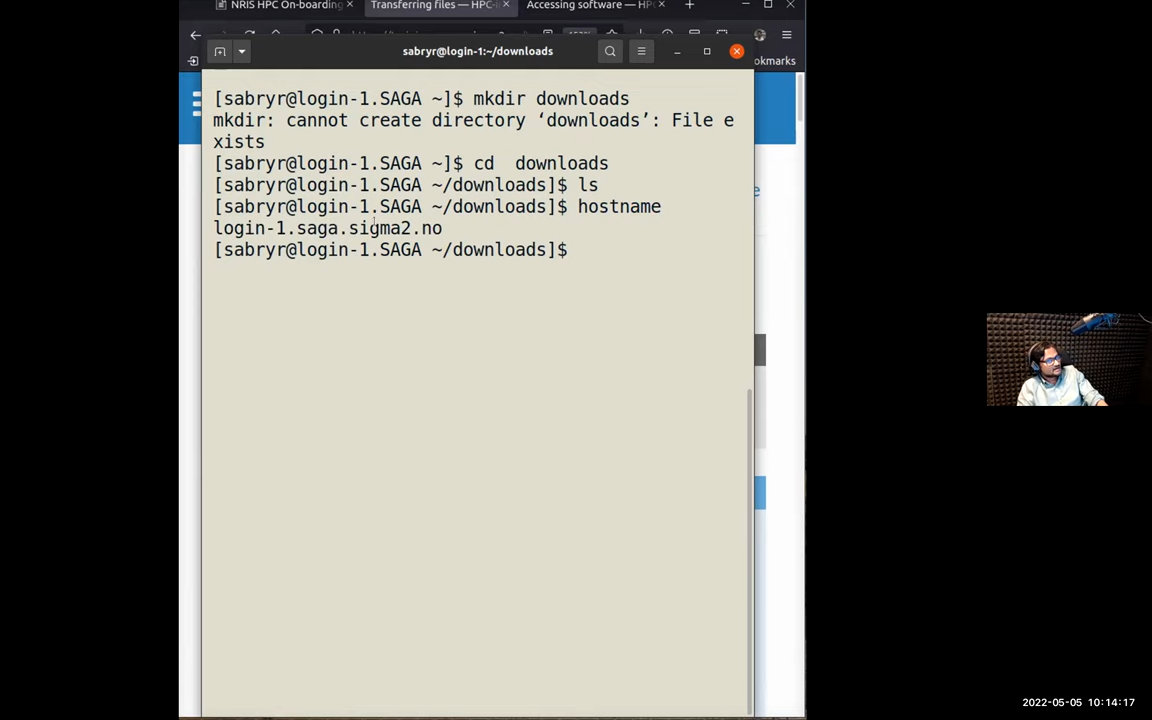 NRIS HPC On-boarding
Transferring files — HPC-
Accessing software — HPC
sabryr@login-1:~/downloads
okmarks
[sabryr@login-1.SAGA ~]$ mkdir downloads
mkdir: cannot create directory ‘downloads’: File e
xists
[sabryr@login-1.SAGA ~]$ cd  downloads
[sabryr@login-1.SAGA ~/downloads]$ ls
[sabryr@login-1.SAGA ~/downloads]$ hostname
login-1.saga.sigma2.no
[sabryr@login-1.SAGA ~/downloads]$
2022-05-05 10:14:17